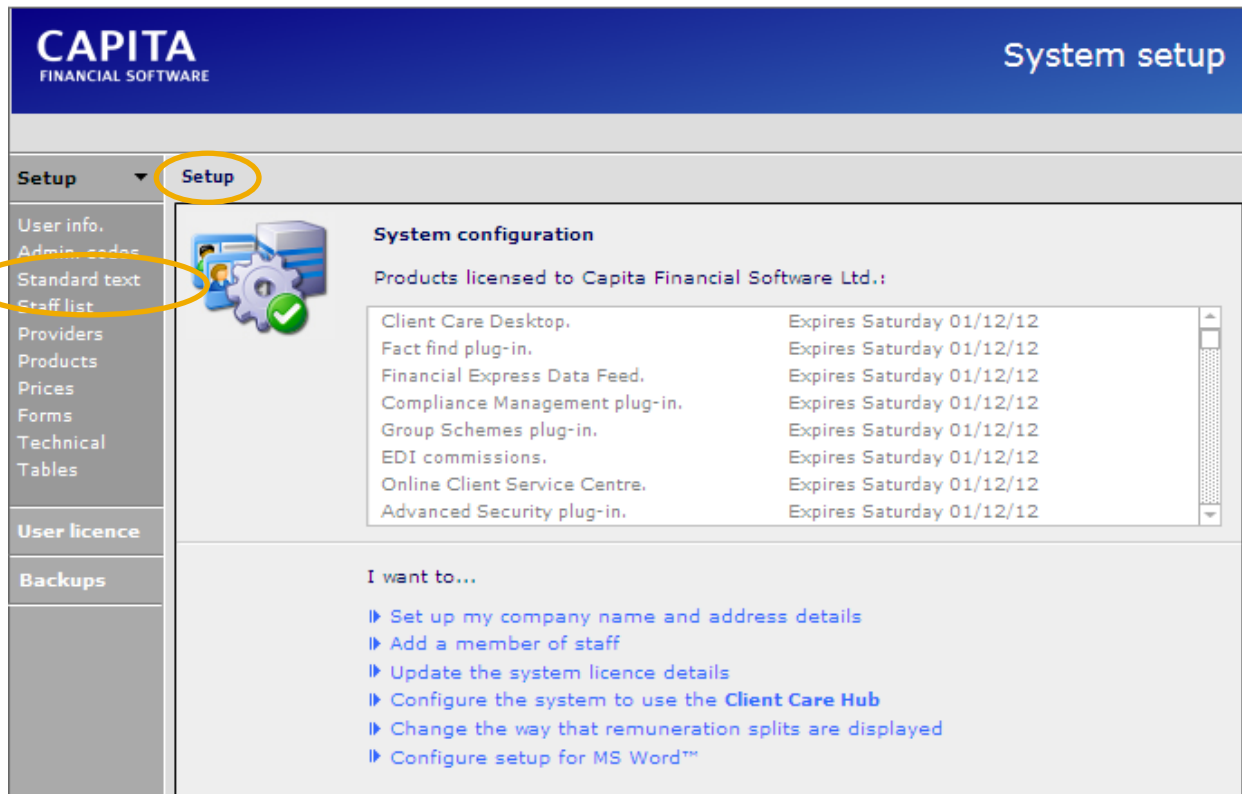 CAPITA
FINANCIAL SOFTWARE
System setup
Setup
Setup
User info.
Admin. codes
Standard text
Staff list
Providers
Products
Prices
Forms
Technical
Tables
User licence
Backups
System configuration
Products licensed to Capita Financial Software Ltd.:
Client Care Desktop. Expires Saturday 01/12/12
Fact find plug-in. Expires Saturday 01/12/12
Financial Express Data Feed. Expires Saturday 01/12/12
Compliance Management plug-in. Expires Saturday 01/12/12
Group Schemes plug-in. Expires Saturday 01/12/12
EDI commissions. Expires Saturday 01/12/12
Online Client Service Centre. Expires Saturday 01/12/12
Advanced Security plug-in. Expires Saturday 01/12/12
I want to...
Set up my company name and address details
Add a member of staff
Update the system licence details
Configure the system to use the Client Care Hub
Change the way that remuneration splits are displayed
Configure setup for MS Word™